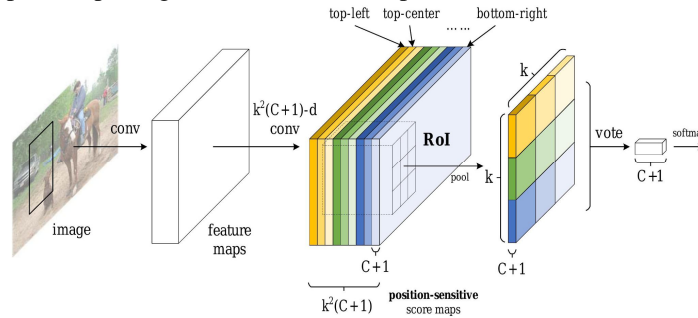 top-left
top-center
... ...
bottom-right
k²(C+1)-d
conv
conv
RoI
pool
k
k
vote
C+1
image
feature
maps
C+1
k²(C+1)
position-sensitive
score maps
C+1